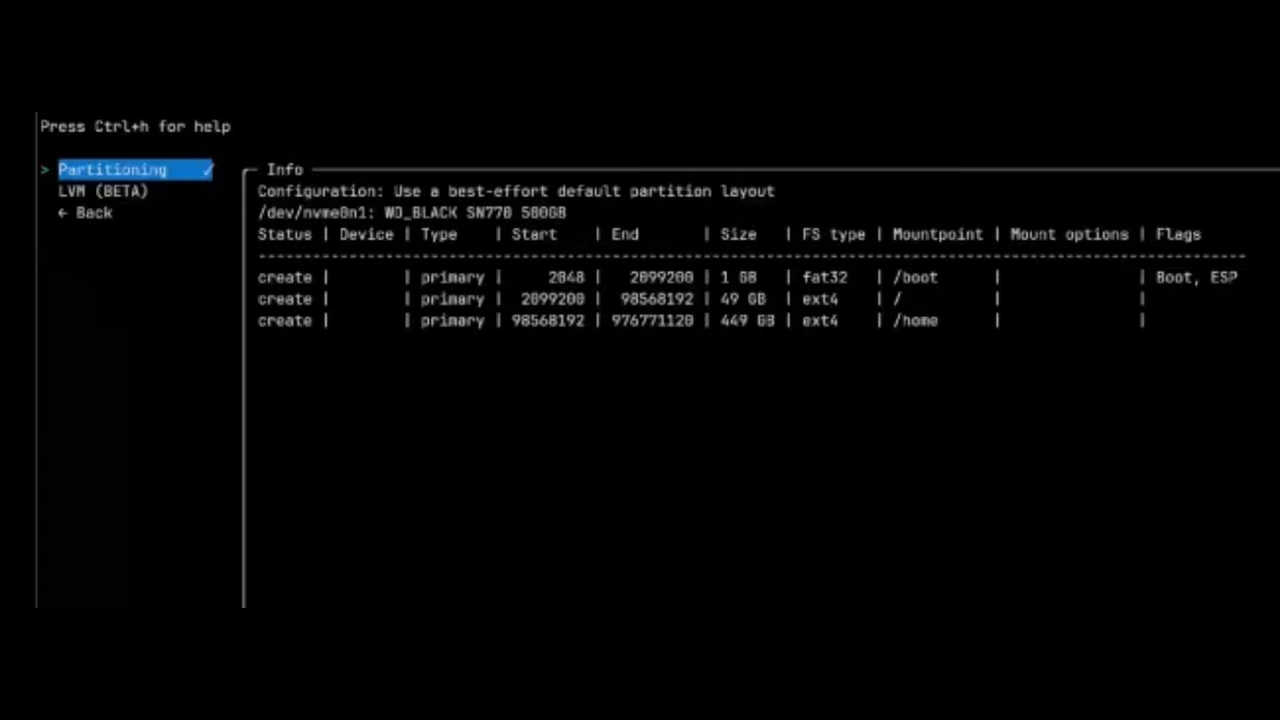 Press Ctrl+h for help
> Partitioning ✓
LVM (BETA)
← Back
Info
Configuration: Use a best-effort default partition layout
/dev/nvme0n1: WD_BLACK SN770 500GB
Status | Device | Type | Start | End | Size | FS type | Mountpoint | Mount options | Flags
create | | primary | 2048 | 2099200 | 1 GB | fat32 | /boot | | Boot, ESP
create | | primary | 2099200 | 98568192 | 49 GB | ext4 | / | |
create | | primary | 98568192 | 976771120 | 449 GB | ext4 | /home | |